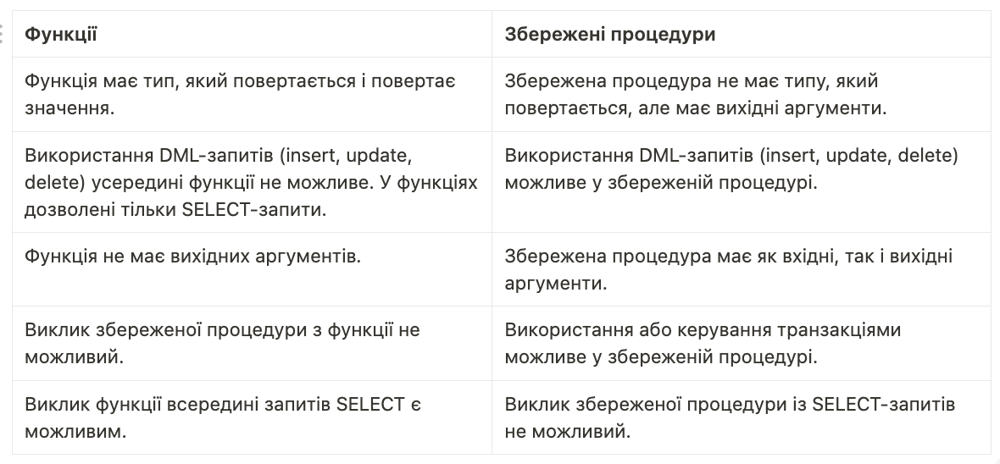 Функції
Збережені процедури
Функція має тип, який повертається і повертає
значення.
Збережена процедура не має типу, який
повертається, але має вихідні аргументи.
Використання DML-запитів (insert, update,
delete) усередині функції не можливе. У функціях
дозволені тільки SELECT-запити.
Використання DML-запитів (insert, update, delete)
можливе у збереженій процедурі.
Функція не має вихідних аргументів.
Збережена процедура має як вхідні, так і вихідні
аргументи.
Виклик збереженої процедури з функції не
можливий.
Використання або керування транзакціями
можливе у збереженій процедурі.
Виклик функції всередині запитів SELECT є
можливим.
Виклик збереженої процедури із SELECT-запитів
не можливий.